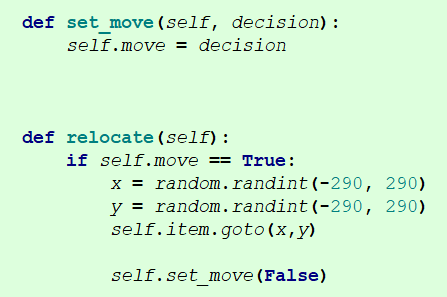 def set_move(self, decision):
    self.move = decision
def relocate(self):
    if self.move == True:
        x = random.randint(-290, 290)
        y = random.randint(-290, 290)
        self.item.goto(x,y)
        self.set_move(False)